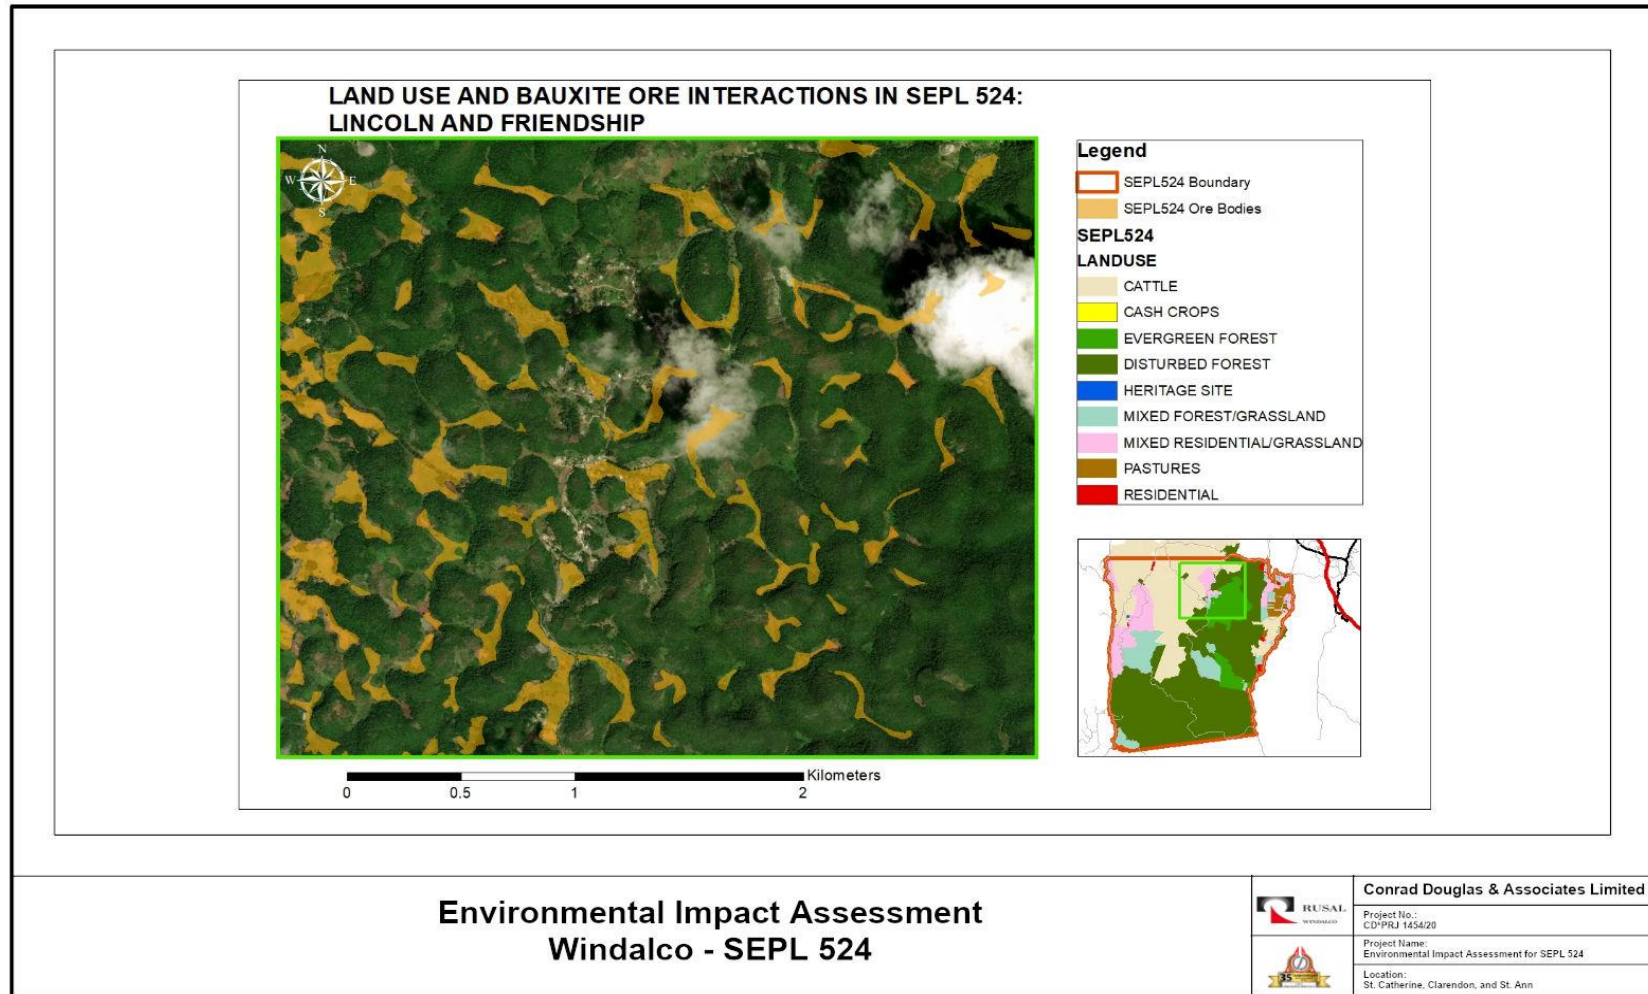 LAND USE AND BAUXITE ORE INTERACTIONS IN SEPL 524:
LINCOLN AND FRIENDSHIP
N
W E
S
Legend
SEPL524 Boundary
SEPL524 Ore Bodies
SEPL524
LANDUSE
CATTLE
CASH CROPS
EVERGREEN FOREST
DISTURBED FOREST
HERITAGE SITE
MIXED FOREST/GRASSLAND
MIXED RESIDENTIAL/GRASSLAND
PASTURES
RESIDENTIAL
Kilometers
0 0.5 1 2
Environmental Impact Assessment
Windalco - SEPL 524
RUSAL
WINDALCO
35
Conrad Douglas & Associates Limited
Project No.:
CD*PRJ 1454/20
Project Name:
Environmental Impact Assessment for SEPL 524
Location:
St. Catherine, Clarendon, and St. Ann